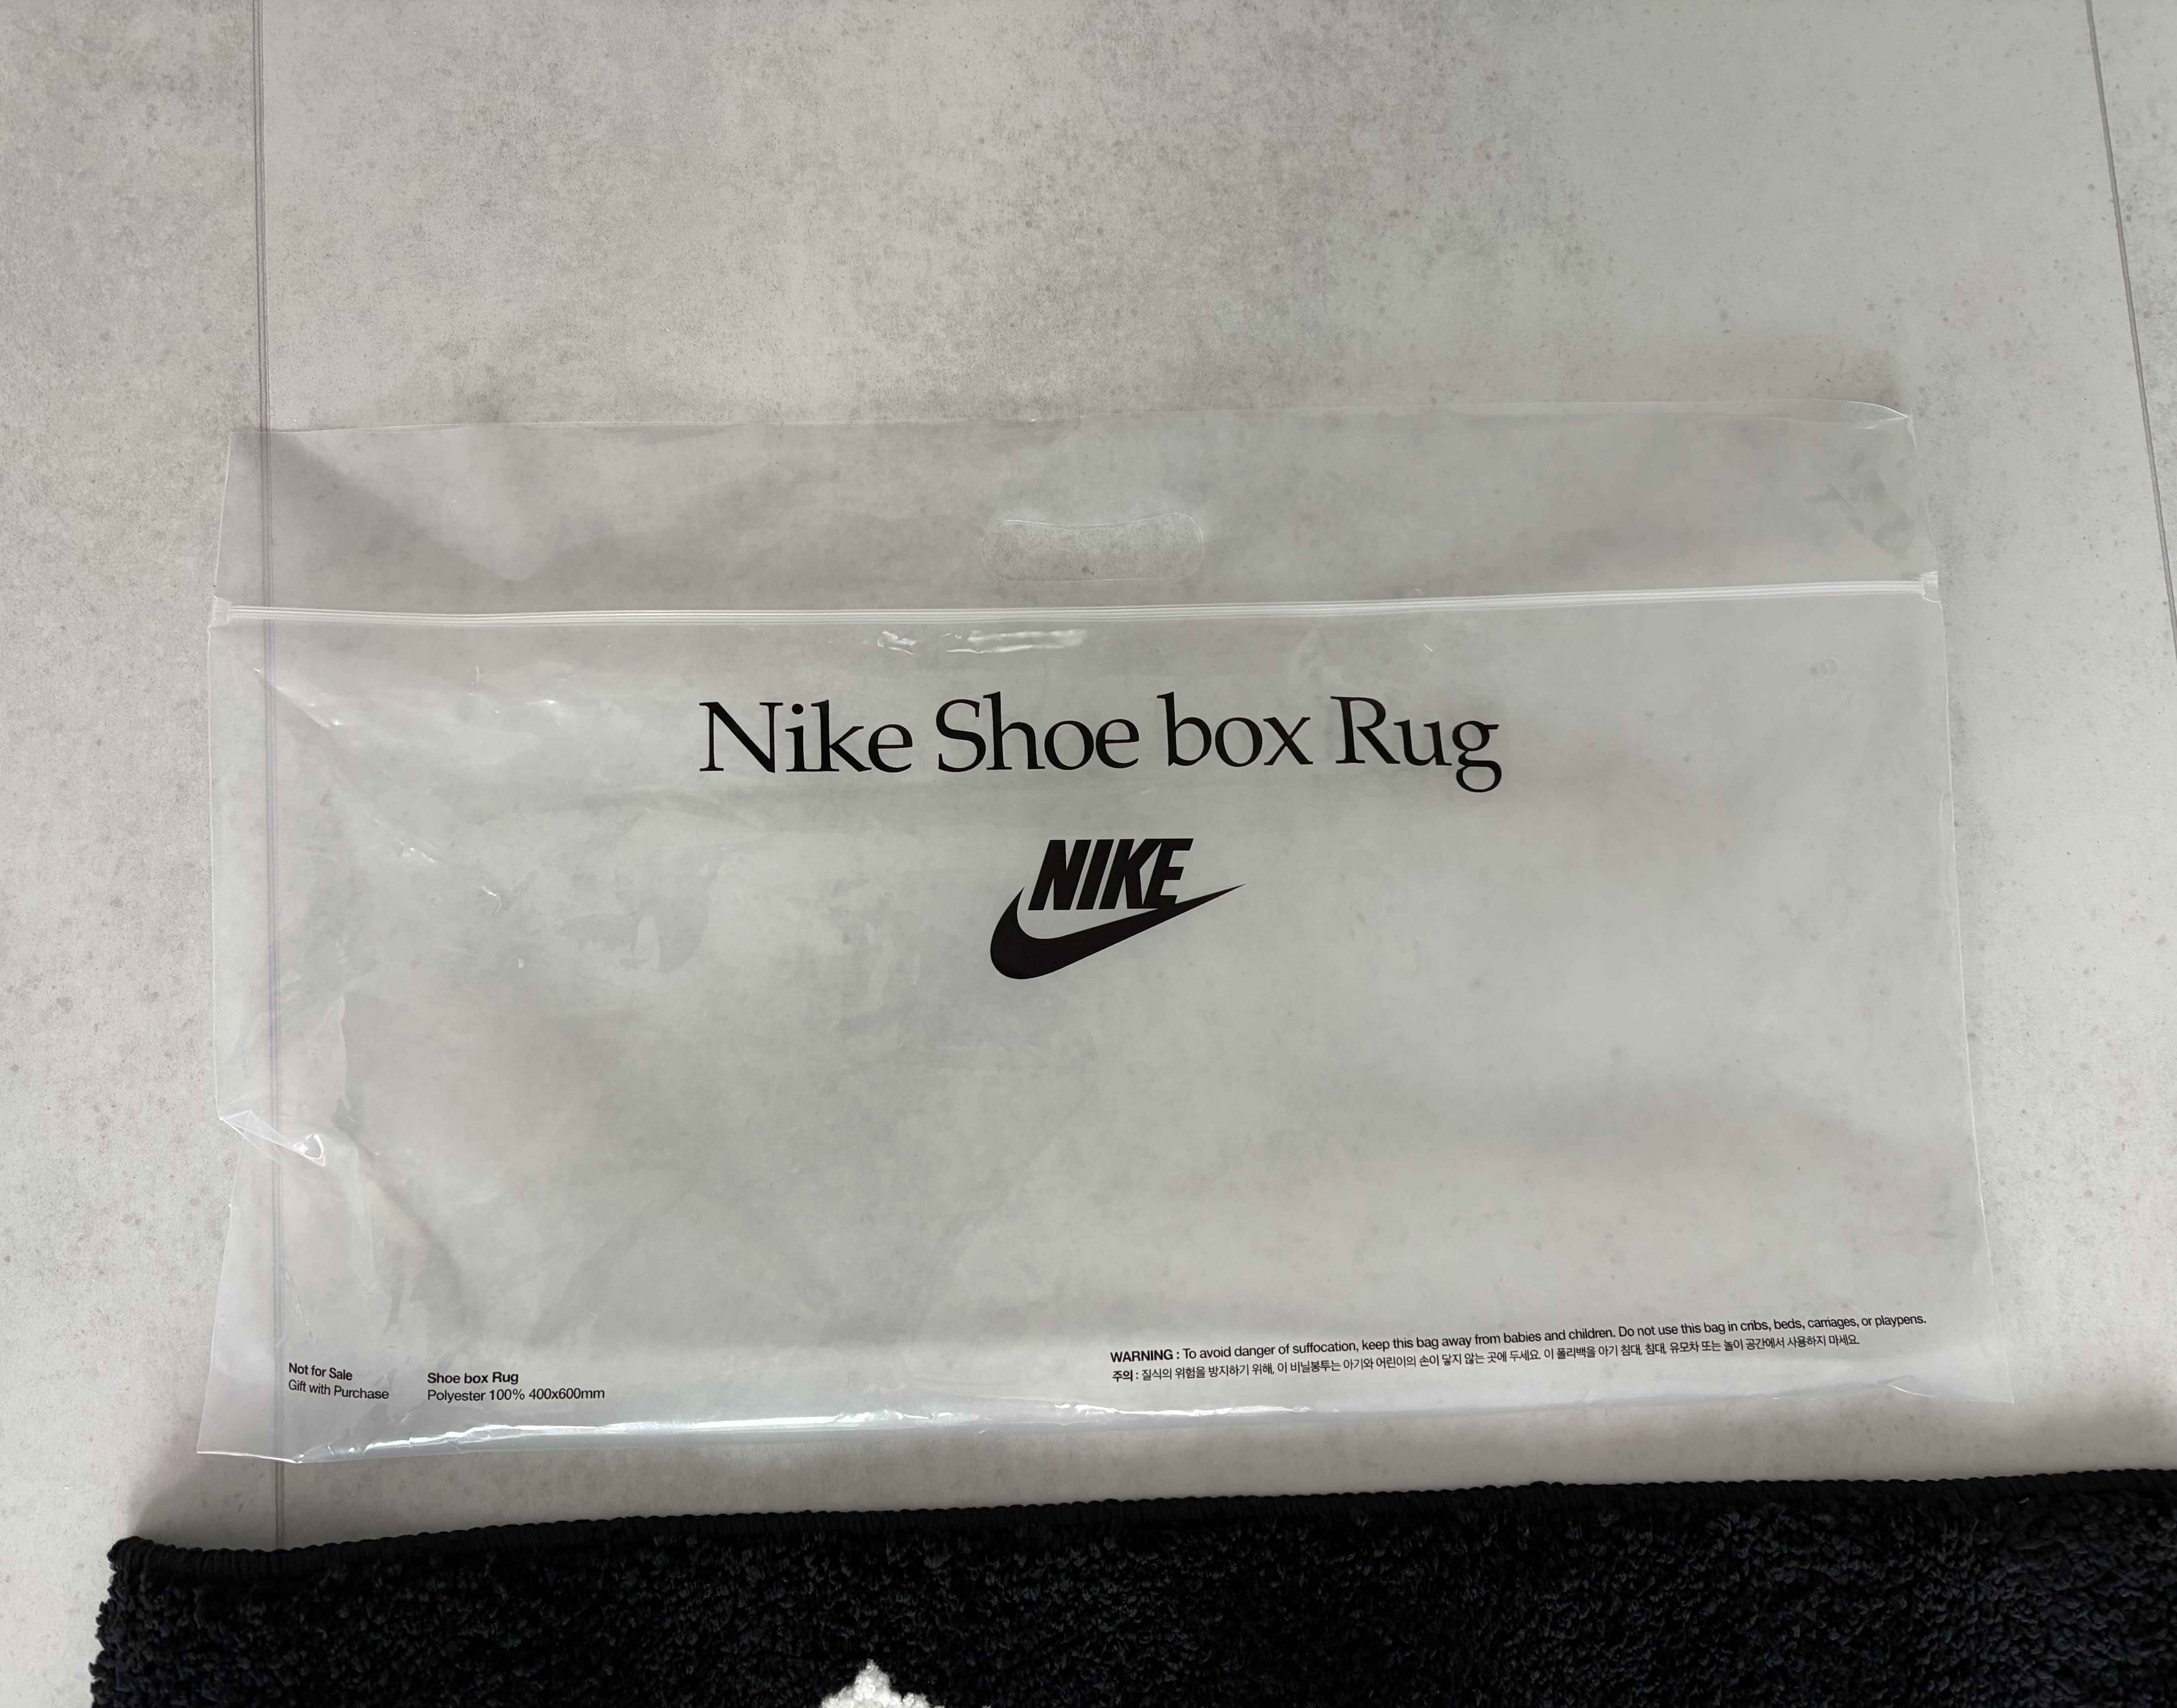 Nike Shoe box Rug
NIKE
Not for Sale
Gift with Purchase
Shoe box Rug
Polyester 100% 400x600mm
WARNING : To avoid danger of suffocation, keep this bag away from babies and children. Do not use this bag in cribs, beds, carriages, or playpens.
주의 : 질식의 위험을 방지하기 위해, 이 비닐봉투는 아기와 어린이의 손이 닿지 않는 곳에 두세요. 이 폴리백을 아기 침대, 침대, 유모차 또는 놀이 공간에서 사용하지 마세요.